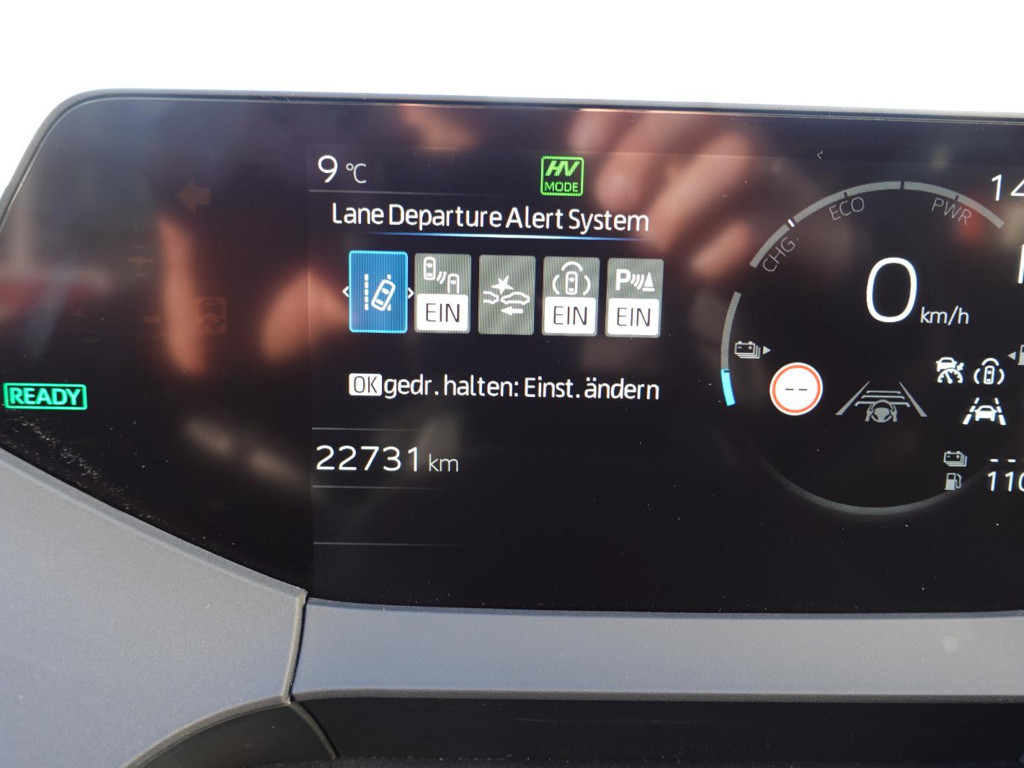 9 °C
HV
MODE
Lane Departure Alert System
EIN
EIN
P
EIN
OK gedr. halten: Einst. ändern
READY
22731 km
CHG
ECO
PWR
0 km/h
--
--